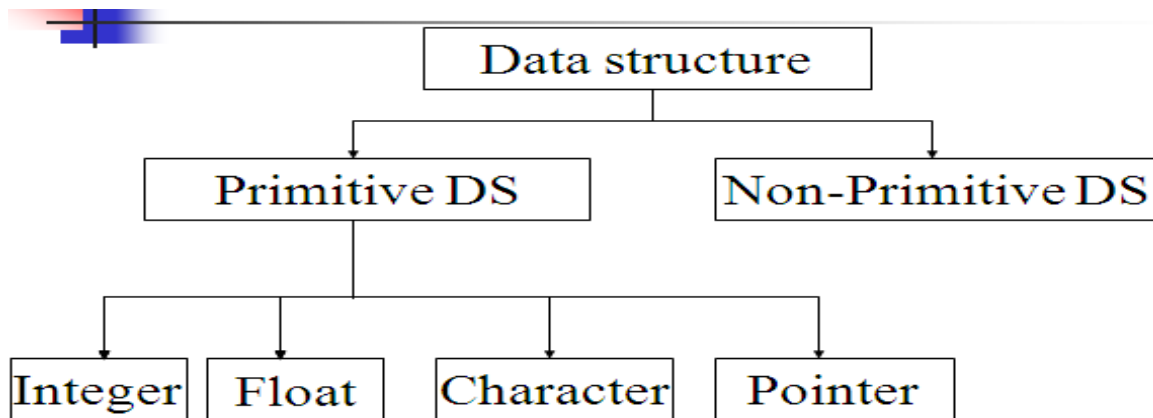 Data structure
Primitive DS
Non-Primitive DS
Integer
Float
Character
Pointer